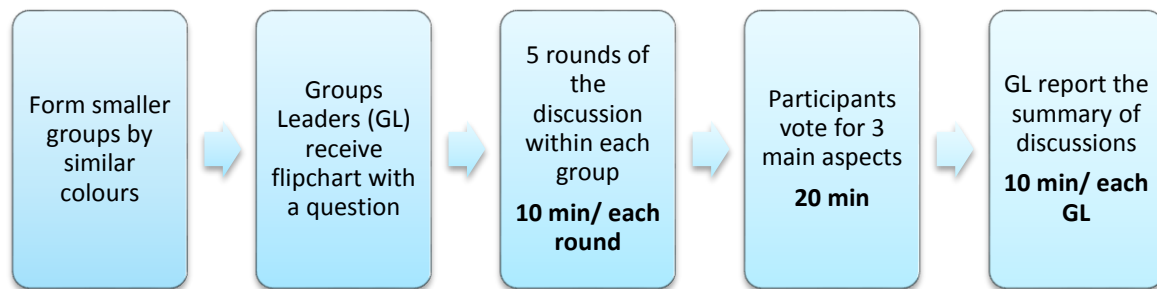 Form smaller
groups by
similar
colours
Groups
Leaders (GL)
receive
flipchart with
a question
5 rounds of
the
discussion
within each
group
10 min/ each
round
Participants
vote for 3
main aspects
20 min
GL report the
summary of
discussions
10 min/ each
GL